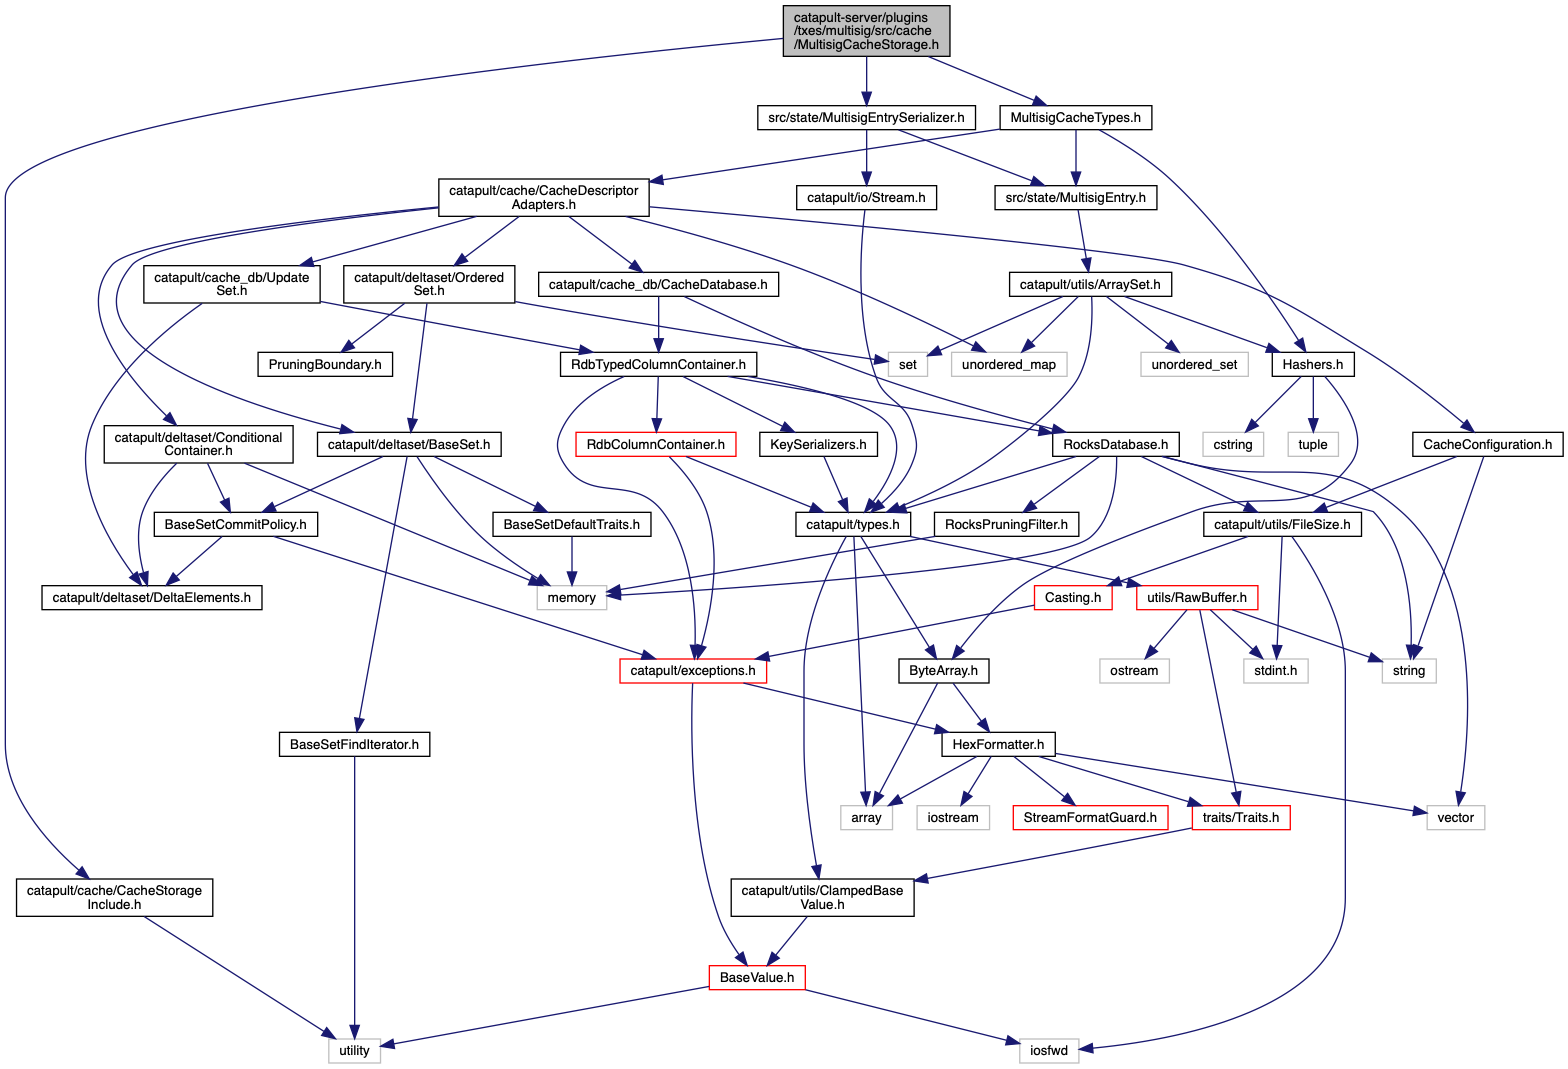 catapult-server/plugins
/txes/multisig/src/cache
/MultisigCacheStorage.h
src/state/MultisigEntrySerializer.h
MultisigCacheTypes.h
catapult/cache/CacheDescriptor
Adapters.h
catapult/io/Stream.h
src/state/MultisigEntry.h
catapult/cache_db/Update
Set.h
catapult/deltaset/Ordered
Set.h
catapult/cache_db/CacheDatabase.h
catapult/utils/ArraySet.h
PruningBoundary.h
RdbTypedColumnContainer.h
set
unordered_map
unordered_set
Hashers.h
catapult/deltaset/Conditional
Container.h
catapult/deltaset/BaseSet.h
RdbColumnContainer.h
KeySerializers.h
RocksDatabase.h
cstring
tuple
CacheConfiguration.h
BaseSetCommitPolicy.h
BaseSetDefaultTraits.h
catapult/types.h
RocksPruningFilter.h
catapult/utils/FileSize.h
catapult/deltaset/DeltaElements.h
memory
Casting.h
utils/RawBuffer.h
catapult/exceptions.h
ByteArray.h
ostream
stdint.h
string
BaseSetFindIterator.h
HexFormatter.h
array
iostream
StreamFormatGuard.h
traits/Traits.h
vector
catapult/cache/CacheStorage
Include.h
catapult/utils/ClampedBase
Value.h
BaseValue.h
utility
iosfwd